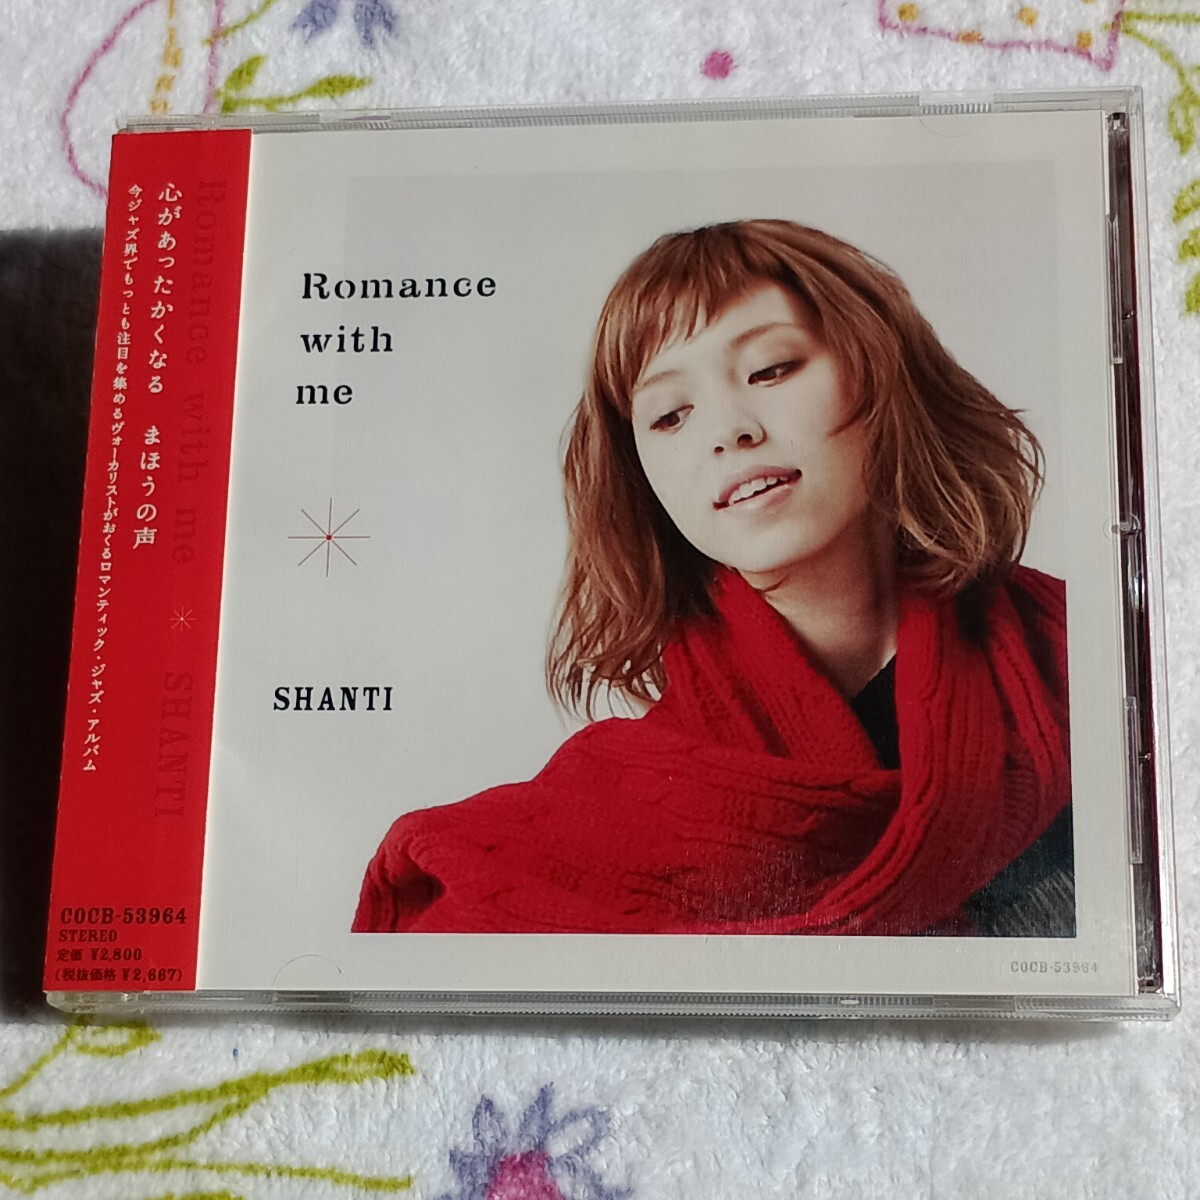 心があったかくなる まほうの声
今ジャズ界でもっとも注目を集めるヴォーカリストがおくるロマンティック・ジャズ・アルバム
Romance with me SHANTI
COCB-53964
STEREO
定価 ¥2,800
(税抜価格 ¥2,667)
Romance
with
me
SHANTI
COCB-53964